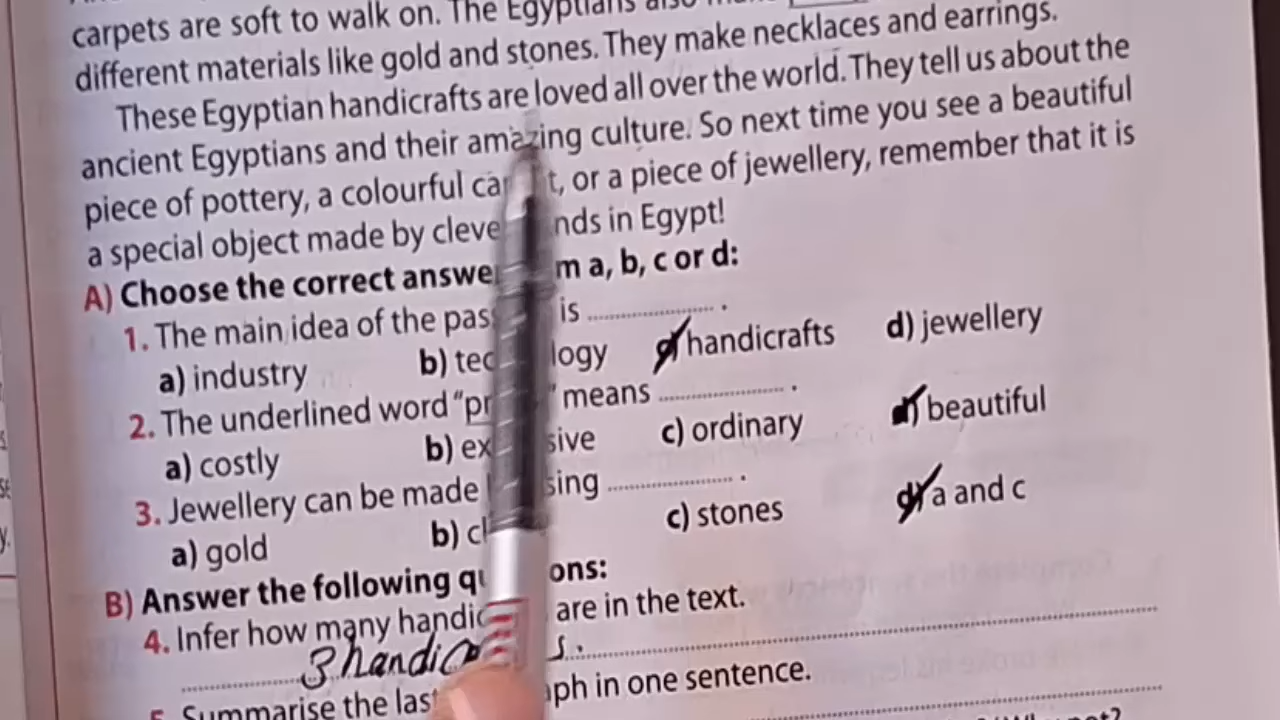 carpets are soft to walk on. The Egyptians also
different materials like gold and stones. They make necklaces and earrings.
These Egyptian handicrafts are loved all over the world. They tell us about the
ancient Egyptians and their amazing culture. So next time you see a beautiful
piece of pottery, a colourful ca t, or a piece of jewellery, remember that it is
a special object made by cleve nds in Egypt!
A) Choose the correct answe m a, b, c or d:
1. The main idea of the pas is .......... .
a) industry b) tec logy c) handicrafts d) jewellery
2. The underlined word "pr " means .......... .
a) costly b) ex sive c) ordinary d) beautiful
3. Jewellery can be made sing .......... .
a) gold b) cl c) stones d) a and c
B) Answer the following qu ons:
4. Infer how many handic are in the text.
3 handic s.
5. Summarise the last ph in one sentence.